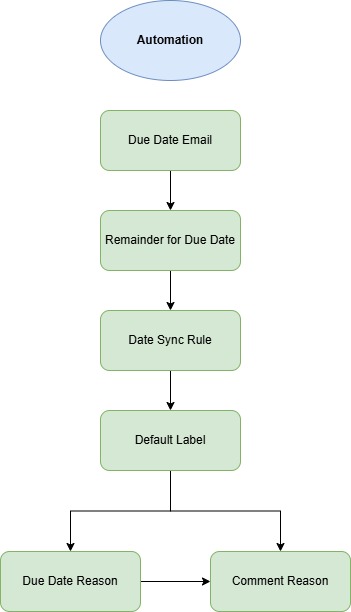 Automation
Due Date Email
Remainder for Due Date
Date Sync Rule
Default Label
Due Date Reason
Comment Reason